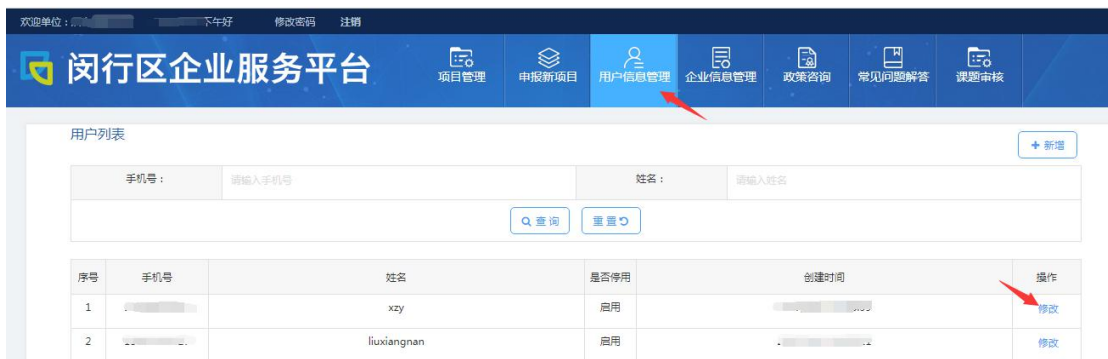 欢迎单位： 下午好 修改密码 注销
闵行区企业服务平台 项目管理 申报新项目 用户信息管理 企业信息管理 政策咨询 常见问题解答 课题审核
用户列表
+ 新增
手机号： 请输入手机号 姓名： 请输入姓名
查询 重置
序号 手机号 姓名 是否停用 创建时间 操作
1 xzy 启用 修改
2 liuxiangnan 启用 修改